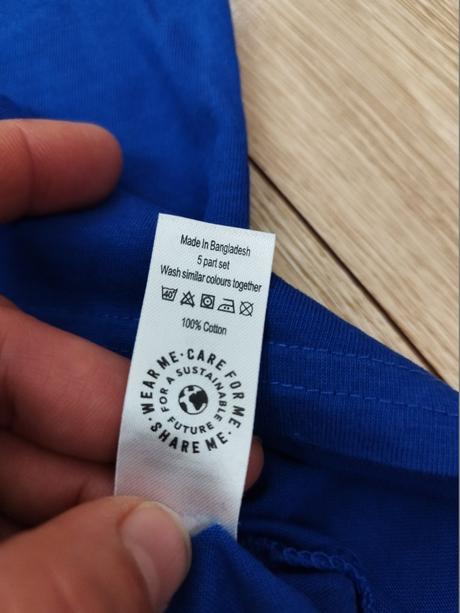 Made In Bangladesh
5 part set
Wash similar colours together
40
100% Cotton
·WEAR ME·CARE FOR ME·
SHARE ME
FOR A SUSTAINABLE
FUTURE